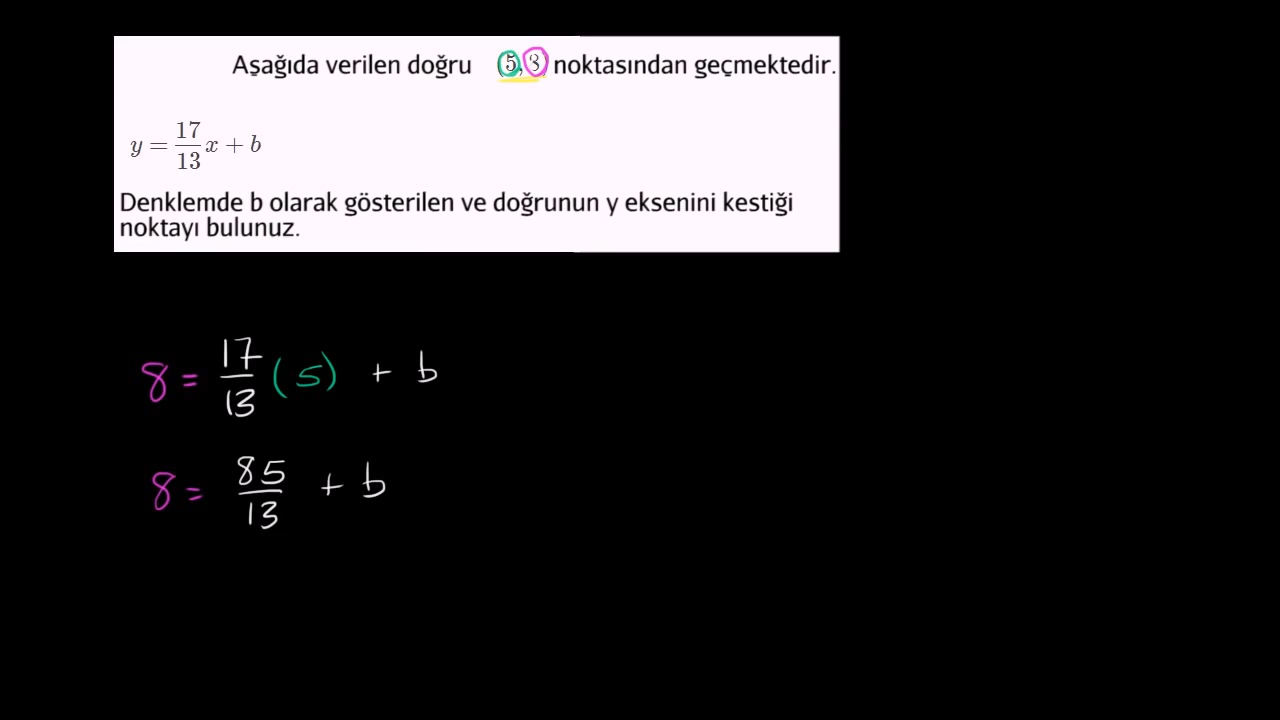 Aşağıda verilen doğru (5,8) noktasından geçmektedir.
y = 17/13 x + b
Denklemde b olarak gösterilen ve doğrunun y eksenini kestiği
noktayı bulunuz.
8 = 17/13 (5) + b
8 = 85/13 + b